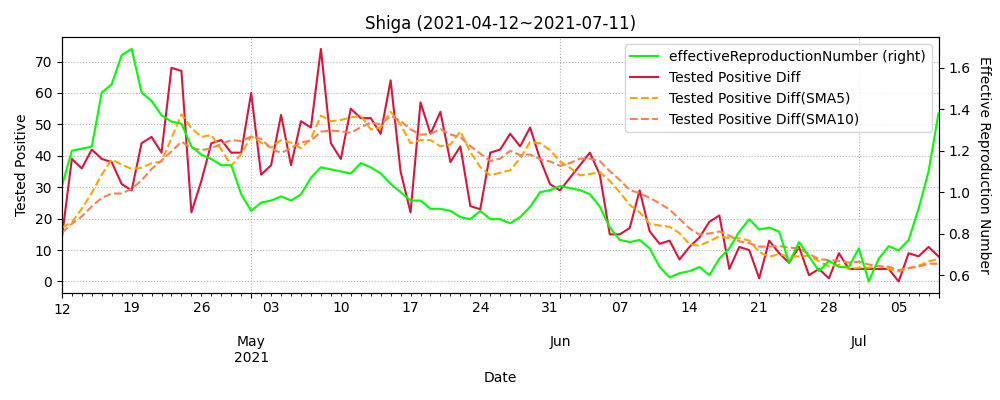 Shiga (2021-04-12~2021-07-11)
effectiveReproductionNumber (right)
Tested Positive Diff
Tested Positive Diff(SMA5)
Tested Positive Diff(SMA10)
Tested Positive
70
60
50
40
30
20
10
0
1.6
1.4
1.2
1.0
0.8
0.6
Effective Reproduction Number
12 19 26 03 10 17 24 31 07 14 21 28 05
May Jun Jul
2021
Date